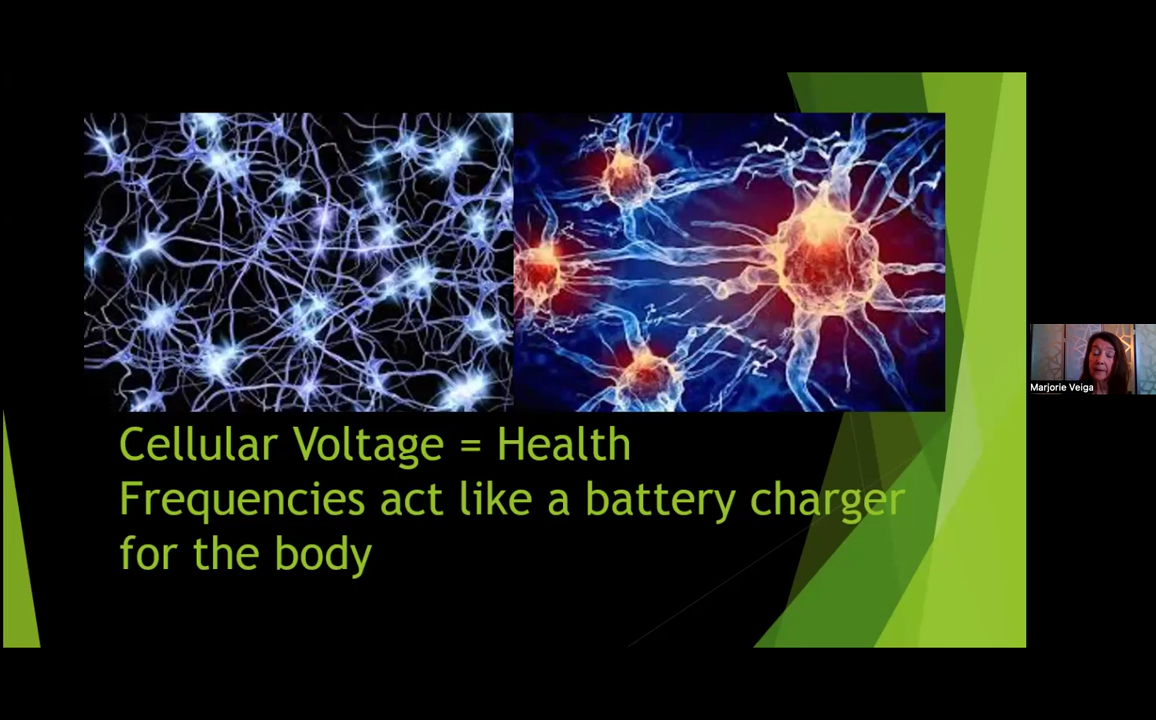 Cellular Voltage = Health
Frequencies act like a battery charger
for the body
Marjorie Veiga